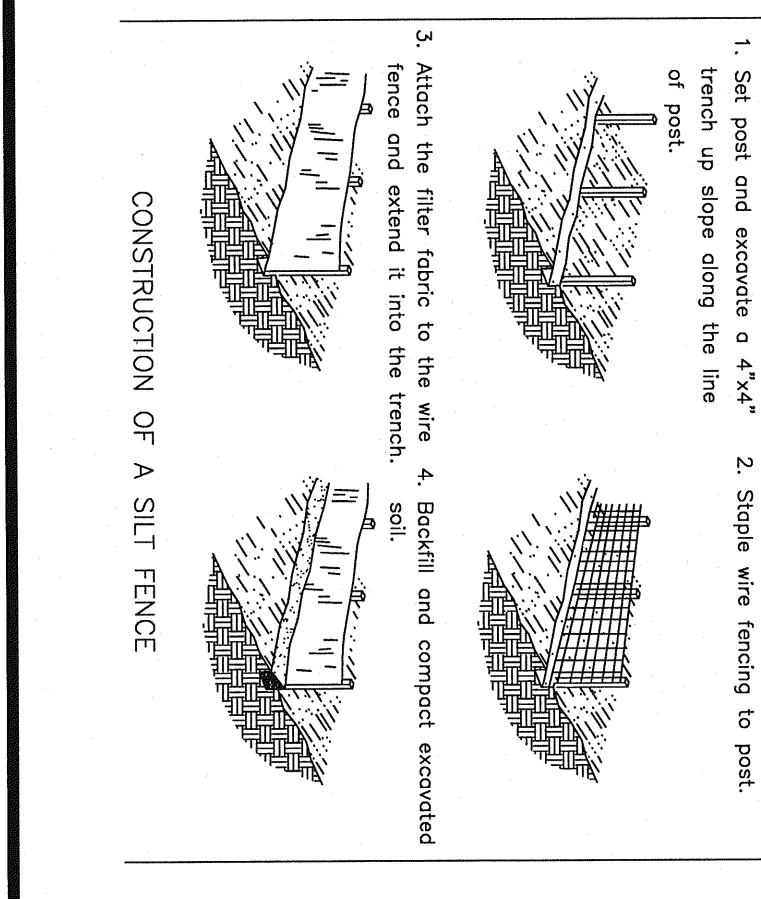 1. Set post and excavate a 4"x4"
trench up slope along the line
of post.
2. Staple wire fencing to post.
3. Attach the filter fabric to the wire
fence and extend it into the trench.
4. Backfill and compact excavated
soil.
CONSTRUCTION OF A SILT FENCE